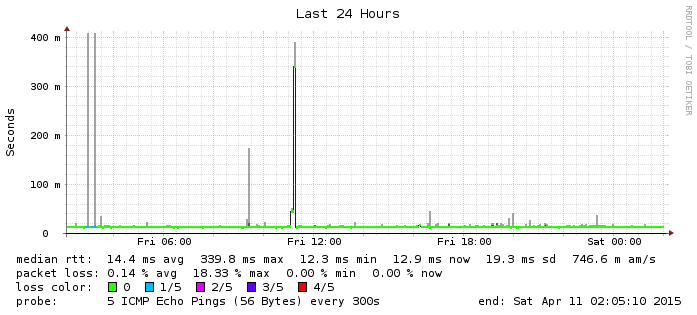 Last 24 Hours
RRDTOOL / TOBI OETIKER
Seconds
400 m
300 m
200 m
100 m
0
Fri 06:00 Fri 12:00 Fri 18:00 Sat 00:00
median rtt: 14.4 ms avg 339.8 ms max 12.3 ms min 12.9 ms now 19.3 ms sd 746.6 m am/s
packet loss: 0.14 % avg 18.33 % max 0.00 % min 0.00 % now
loss color: 0 1/5 2/5 3/5 4/5
probe: 5 ICMP Echo Pings (56 Bytes) every 300s end: Sat Apr 11 02:05:10 2015